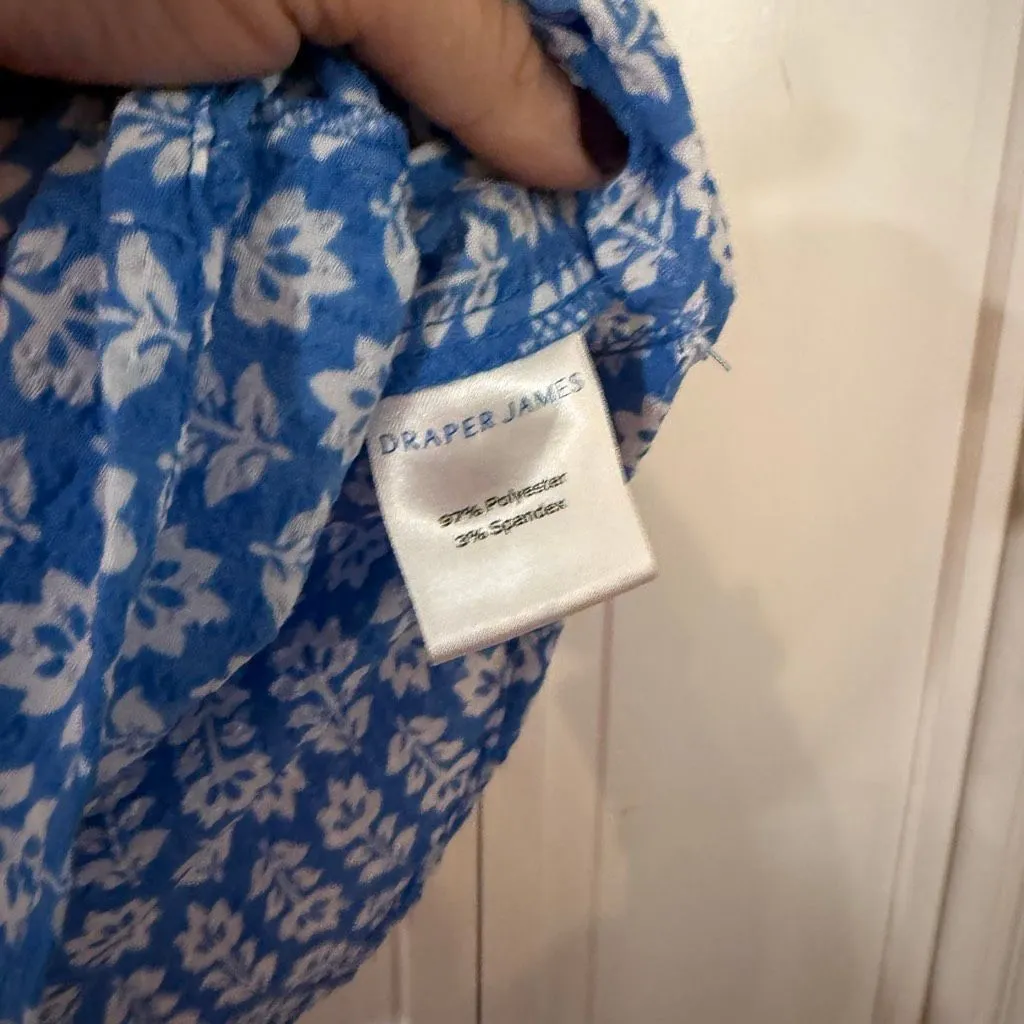 DRAPER JAMES
97% Polyester
3% Spandex